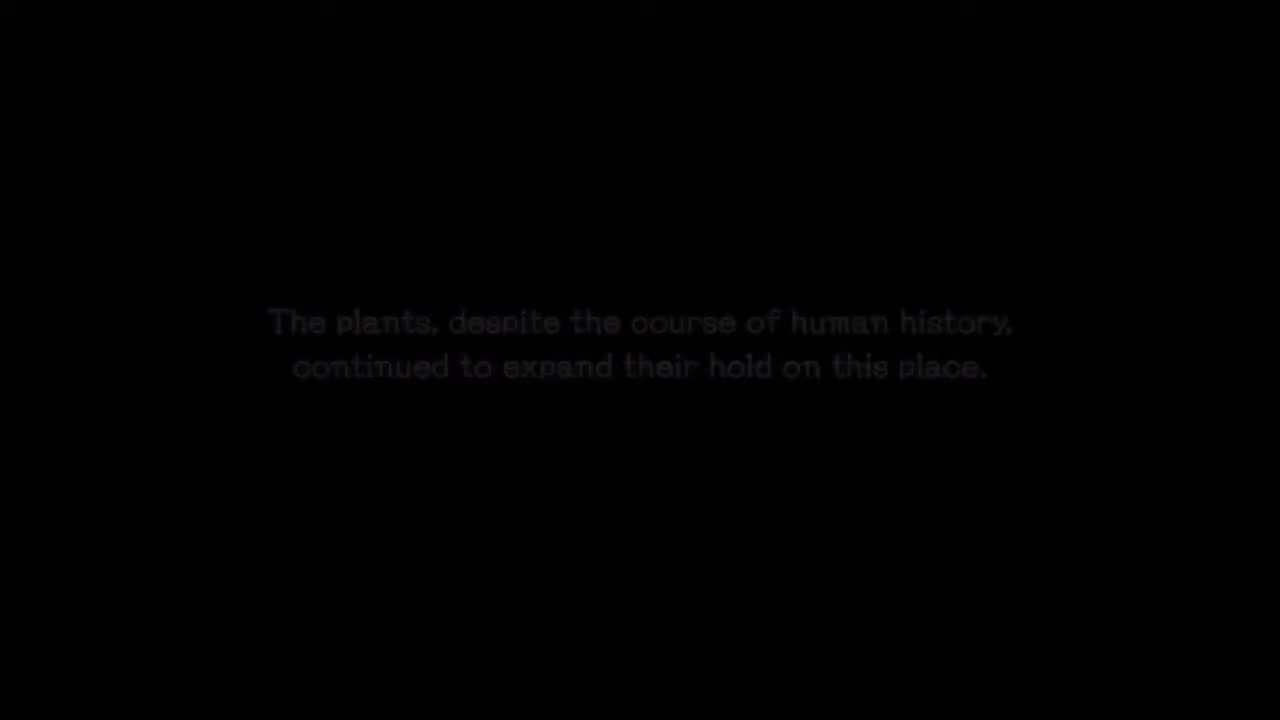 The plants, despite the course of human history,
continued to expand their hold on this place.